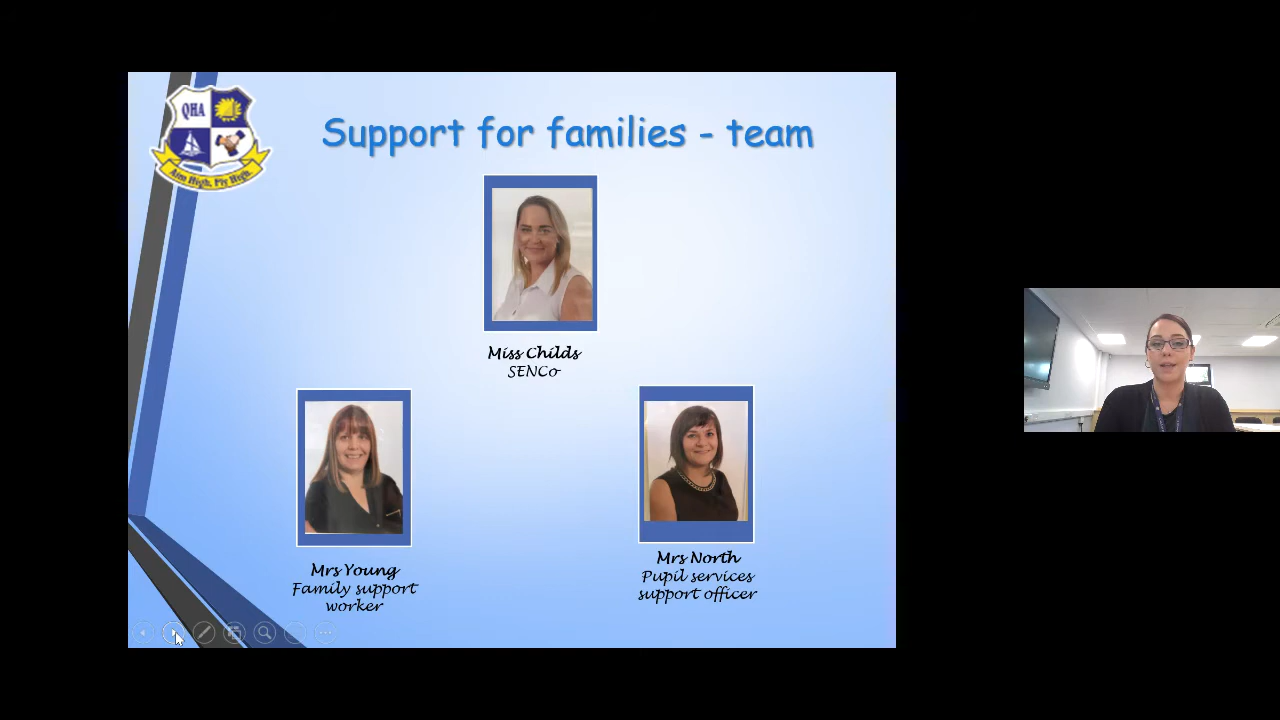 QHA
Aim High, Fly High.
Support for families - team
Miss Childs
SENCo
Mrs Young
Family support
worker
Mrs North
Pupil services
support officer